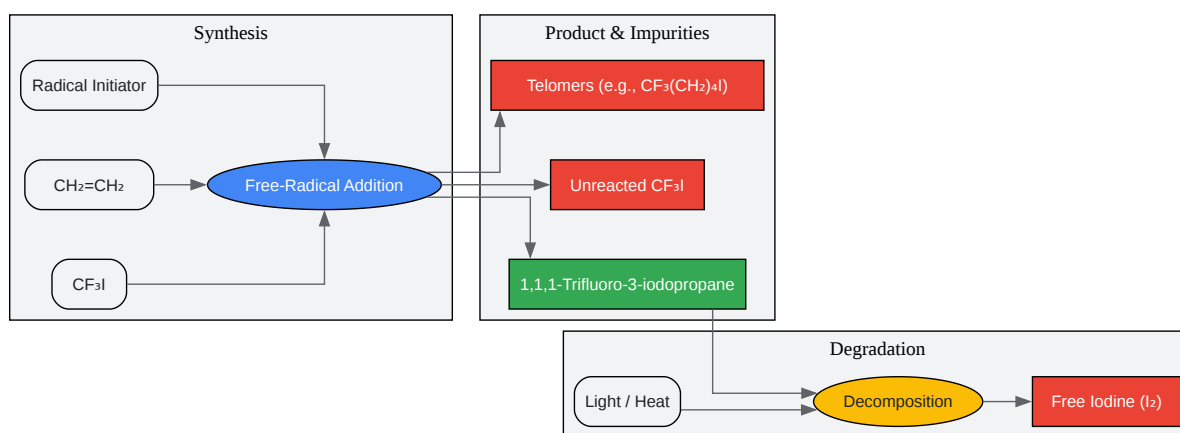 Synthesis
Radical Initiator
CH₂=CH₂
CF₃I
Free-Radical Addition
Product & Impurities
Telomers (e.g., CF₃(CH₂)₄I)
Unreacted CF₃I
1,1,1-Trifluoro-3-iodopropane
Degradation
Light / Heat
Decomposition
Free Iodine (I₂)